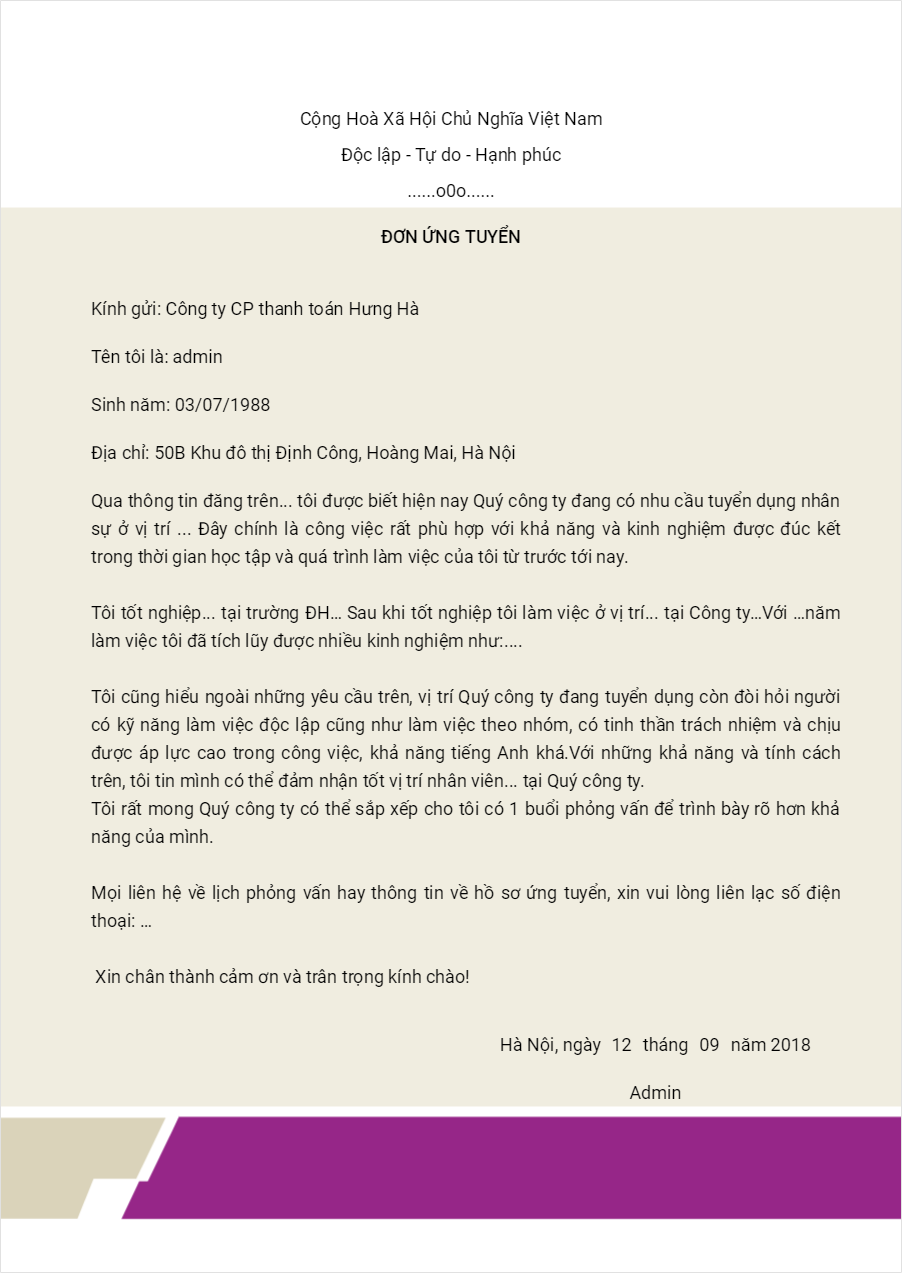 Cộng Hoà Xã Hội Chủ Nghĩa Việt Nam
Độc lập - Tự do - Hạnh phúc
......o0o......
ĐƠN ỨNG TUYỂN
Kính gửi: Công ty CP thanh toán Hưng Hà
Tên tôi là: admin
Sinh năm: 03/07/1988
Địa chỉ: 50B Khu đô thị Định Công, Hoàng Mai, Hà Nội
Qua thông tin đăng trên... tôi được biết hiện nay Quý công ty đang có nhu cầu tuyển dụng nhân
sự ở vị trí ... Đây chính là công việc rất phù hợp với khả năng và kinh nghiệm được đúc kết
trong thời gian học tập và quá trình làm việc của tôi từ trước tới nay.
Tôi tốt nghiệp... tại trường ĐH... Sau khi tốt nghiệp tôi làm việc ở vị trí... tại Công ty...Với ...năm
làm việc tôi đã tích lũy được nhiều kinh nghiệm như:....
Tôi cũng hiểu ngoài những yêu cầu trên, vị trí Quý công ty đang tuyển dụng còn đòi hỏi người
có kỹ năng làm việc độc lập cũng như làm việc theo nhóm, có tinh thần trách nhiệm và chịu
được áp lực cao trong công việc, khả năng tiếng Anh khá.Với những khả năng và tính cách
trên, tôi tin mình có thể đảm nhận tốt vị trí nhân viên... tại Quý công ty.
Tôi rất mong Quý công ty có thể sắp xếp cho tôi có 1 buổi phỏng vấn để trình bày rõ hơn khả
năng của mình.
Mọi liên hệ về lịch phỏng vấn hay thông tin về hồ sơ ứng tuyển, xin vui lòng liên lạc số điện
thoại: ...
Xin chân thành cảm ơn và trân trọng kính chào!
Hà Nội, ngày 12 tháng 09 năm 2018
Admin